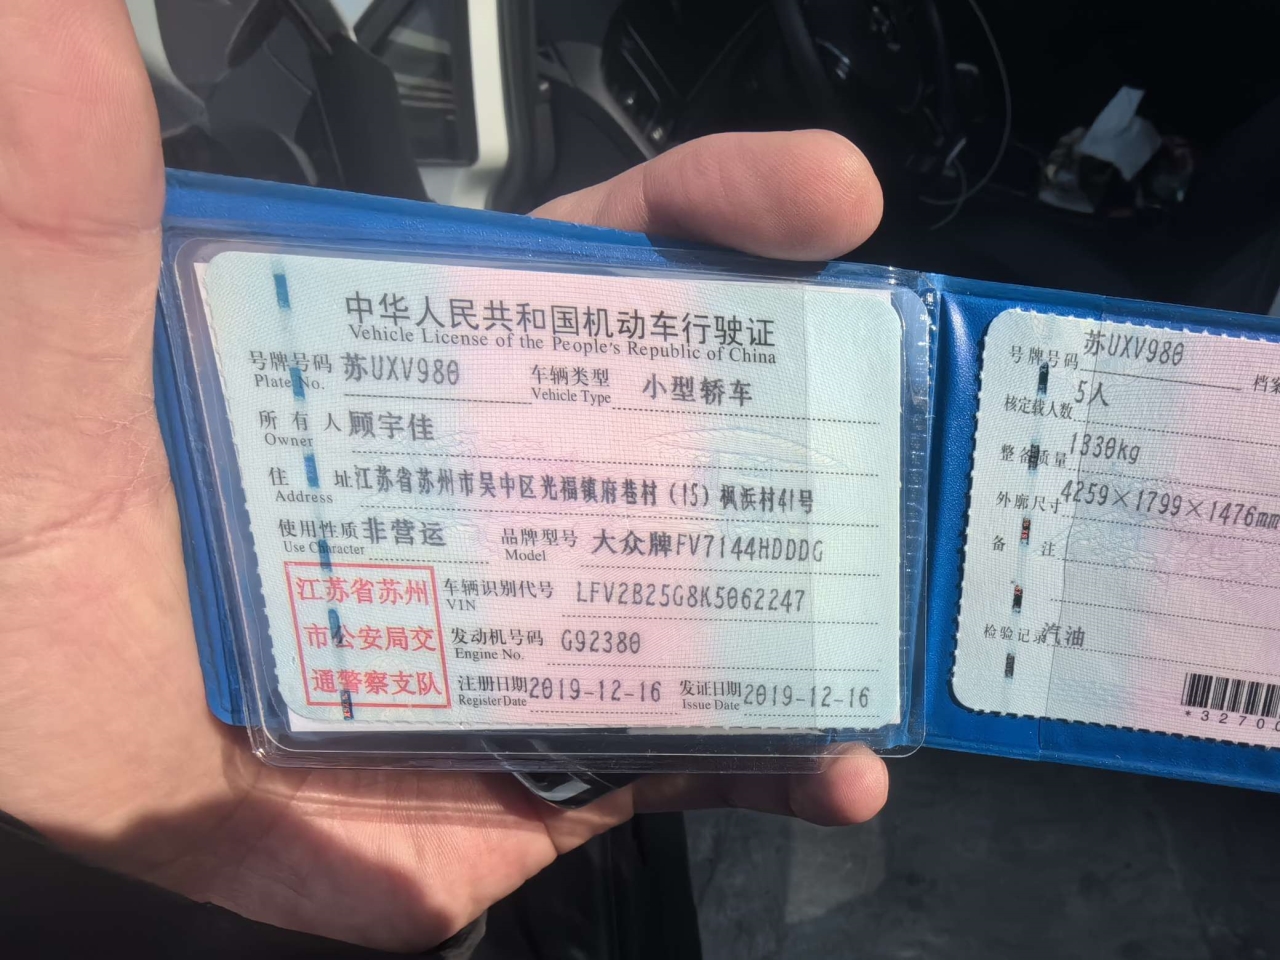 中华人民共和国机动车行驶证
Vehicle License of the People's Republic of China
号牌号码 苏UXV980 车辆类型 小型轿车
Plate No. Vehicle Type
所有人 顾宇佳
Owner
住址 江苏省苏州市吴中区光福镇府巷村（15）枫浜村41号
Address
使用性质 非营运 品牌型号 大众牌FV7144HDDDG
Use Character Model
江苏省苏州
市公安局交
通警察支队
车辆识别代号 LFV2B25G8K5062247
VIN
发动机号码 G92380
Engine No.
注册日期 2019-12-16 发证日期 2019-12-16
Register Date Issue Date
号牌号码 苏UXV980 档案
核定载人数 5人
整备质量 1330kg
外廓尺寸 4259×1799×1476mm
备注
检验记录 汽油
*3270